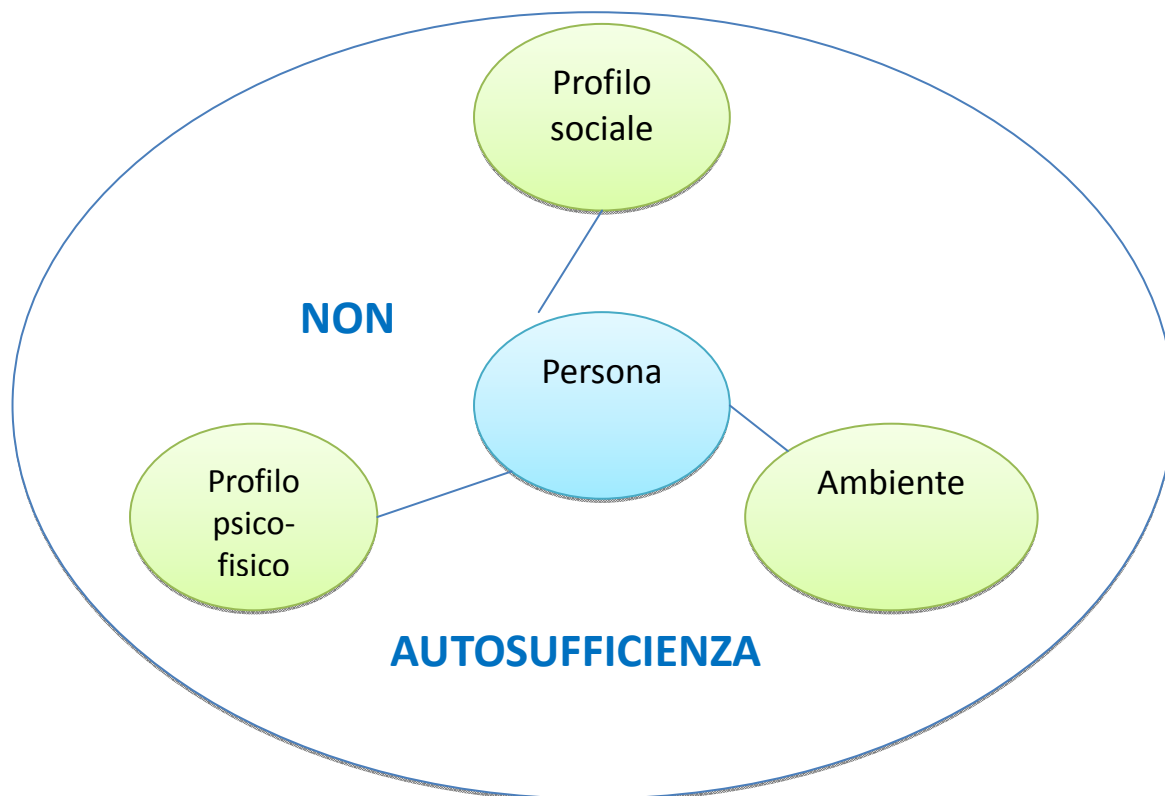 Profilo
sociale
NON
Persona
Profilo
psico-
fisico
Ambiente
AUTOSUFFICIENZA